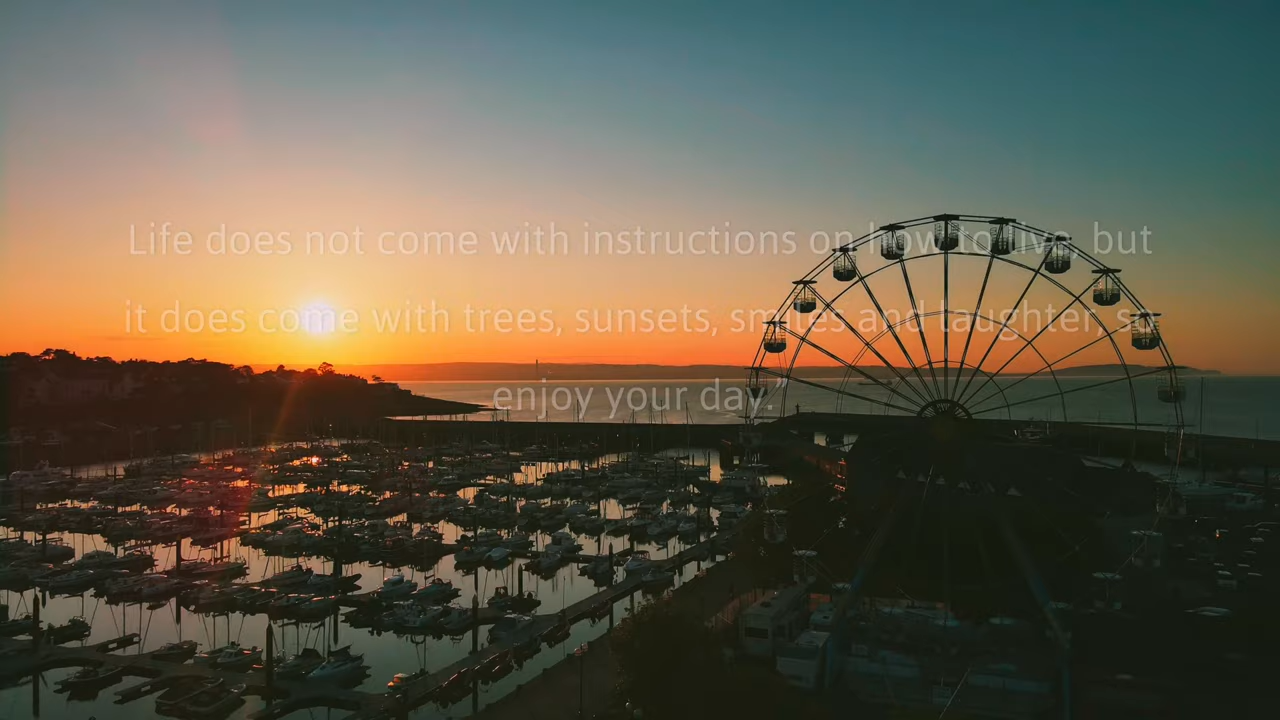 Life does not come with instructions on how to live, but
it does come with trees, sunsets, smiles and laughter, so
enjoy your day.